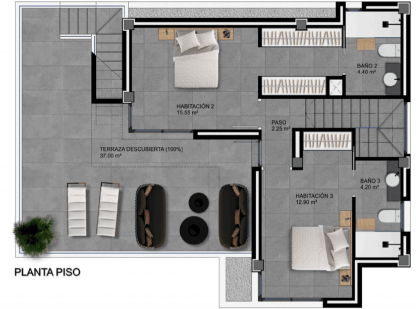 BAÑO 2
4.40 m²
HABITACIÓN 2
15.55 m²
PASO
2.25 m²
TERRAZA DESCUBIERTA (100%)
37.00 m²
BAÑO 3
4.20 m²
HABITACIÓN 3
12.90 m²
PLANTA PISO